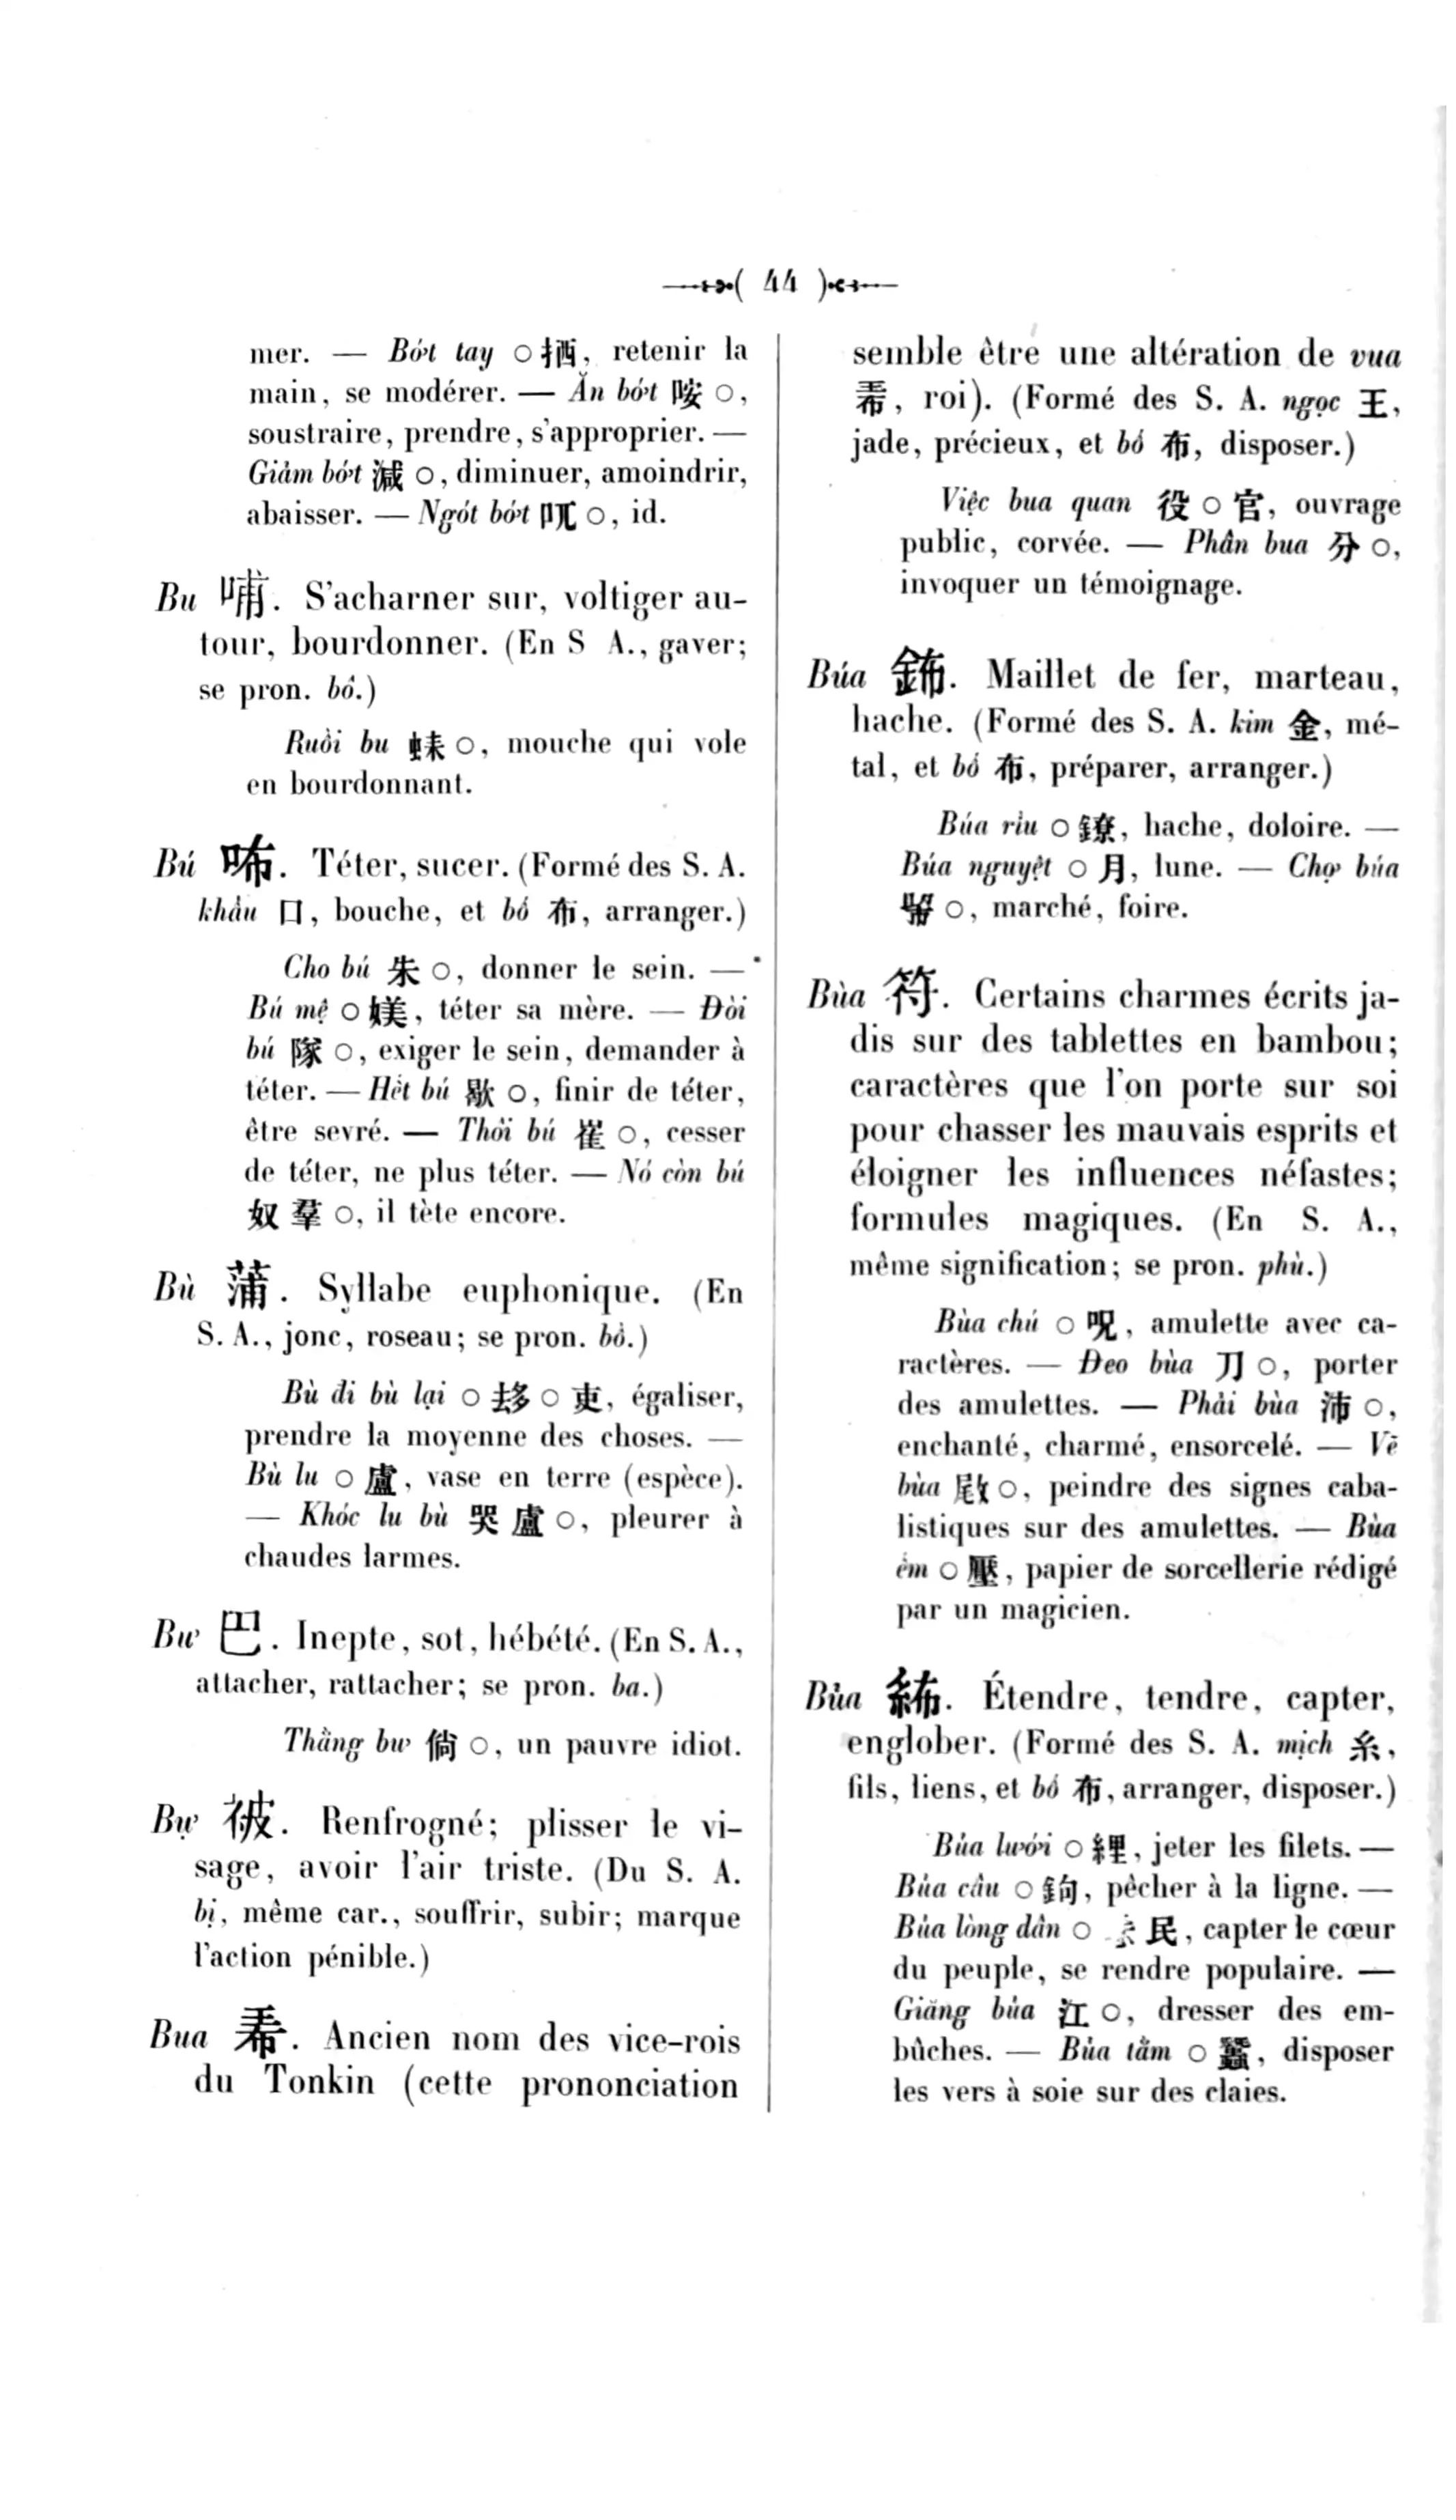 ( 44 )
mer. — Bớt tay ○ 抽, retenir la
main, se modérer. — Ăn bớt 咹 ○,
soustraire, prendre, s'approprier. —
Giảm bớt 減 ○, diminuer, amoindrir,
abaisser. — Ngót bớt ○, id.
Bu 哺. S'acharner sur, voltiger au-
tour, bourdonner. (En S A., gaver;
se pron. bô.)
Ruồi bu ○, mouche qui vole
en bourdonnant.
Bú 咘. Téter, sucer. (Formé des S. A.
khẩu 口, bouche, et bố 布, arranger.)
Cho bú 朱 ○, donner le sein. —
Bú mẹ ○ 媄, téter sa mère. — Đòi
bú 隊 ○, exiger le sein, demander à
téter. — Hết bú 歇 ○, finir de téter,
être sevré. — Thôi bú 崔 ○, cesser
de téter, ne plus téter. — Nó còn bú
奴 羣 ○, il tète encore.
Bù 蒲. Syllabe euphonique. (En
S. A., jonc, roseau; se pron. bồ.)
Bù đi bù lại ○ 迻 ○ 吏, égaliser,
prendre la moyenne des choses. —
Bù lu ○ 盧, vase en terre (espèce).
— Khóc lu bù 哭 盧 ○, pleurer à
chaudes larmes.
Bư 巴. Inepte, sot, hébété. (En S. A.,
attacher, rattacher; se pron. ba.)
Thằng bư 倘 ○, un pauvre idiot.
Bự 被. Renfrogné; plisser le vi-
sage, avoir l'air triste. (Du S. A.
bị, même car., souffrir, subir; marque
l'action pénible.)
Bua 𢂜. Ancien nom des vice-rois
du Tonkin (cette prononciation
semble être une altération de vua
𢂜, roi). (Formé des S. A. ngọc 王,
jade, précieux, et bố 布, disposer.)
Việc bua quan 役 ○ 官, ouvrage
public, corvée. — Phân bua 分 ○,
invoquer un témoignage.
Búa 鈽. Maillet de fer, marteau,
hache. (Formé des S. A. kim 金, mé-
tal, et bố 布, préparer, arranger.)
Búa rìu ○ 鐐, hache, doloire. —
Búa nguyệt ○ 月, lune. — Chợ búa
○, marché, foire.
Bùa 符. Certains charmes écrits ja-
dis sur des tablettes en bambou;
caractères que l'on porte sur soi
pour chasser les mauvais esprits et
éloigner les influences néfastes;
formules magiques. (En S. A.,
même signification; se pron. phù.)
Bùa chú ○ 呪, amulette avec ca-
ractères. — Đeo bùa 刀 ○, porter
des amulettes. — Phải bùa 沛 ○,
enchanté, charmé, ensorcelé. — Vẽ
bùa ○, peindre des signes caba-
listiques sur des amulettes. — Bùa
êm ○ 壓, papier de sorcellerie rédigé
par un magicien.
Bủa 絺. Étendre, tendre, capter,
englober. (Formé des S. A. mịch 糸,
fils, liens, et bố 布, arranger, disposer.)
Bủa lưới ○ 縲, jeter les filets. —
Bủa câu ○ 鉤, pêcher à la ligne. —
Bủa lòng dân ○ 民, capter le cœur
du peuple, se rendre populaire. —
Giăng bủa 江 ○, dresser des em-
bûches. — Bủa tằm ○ 蠶, disposer
les vers à soie sur des claies.